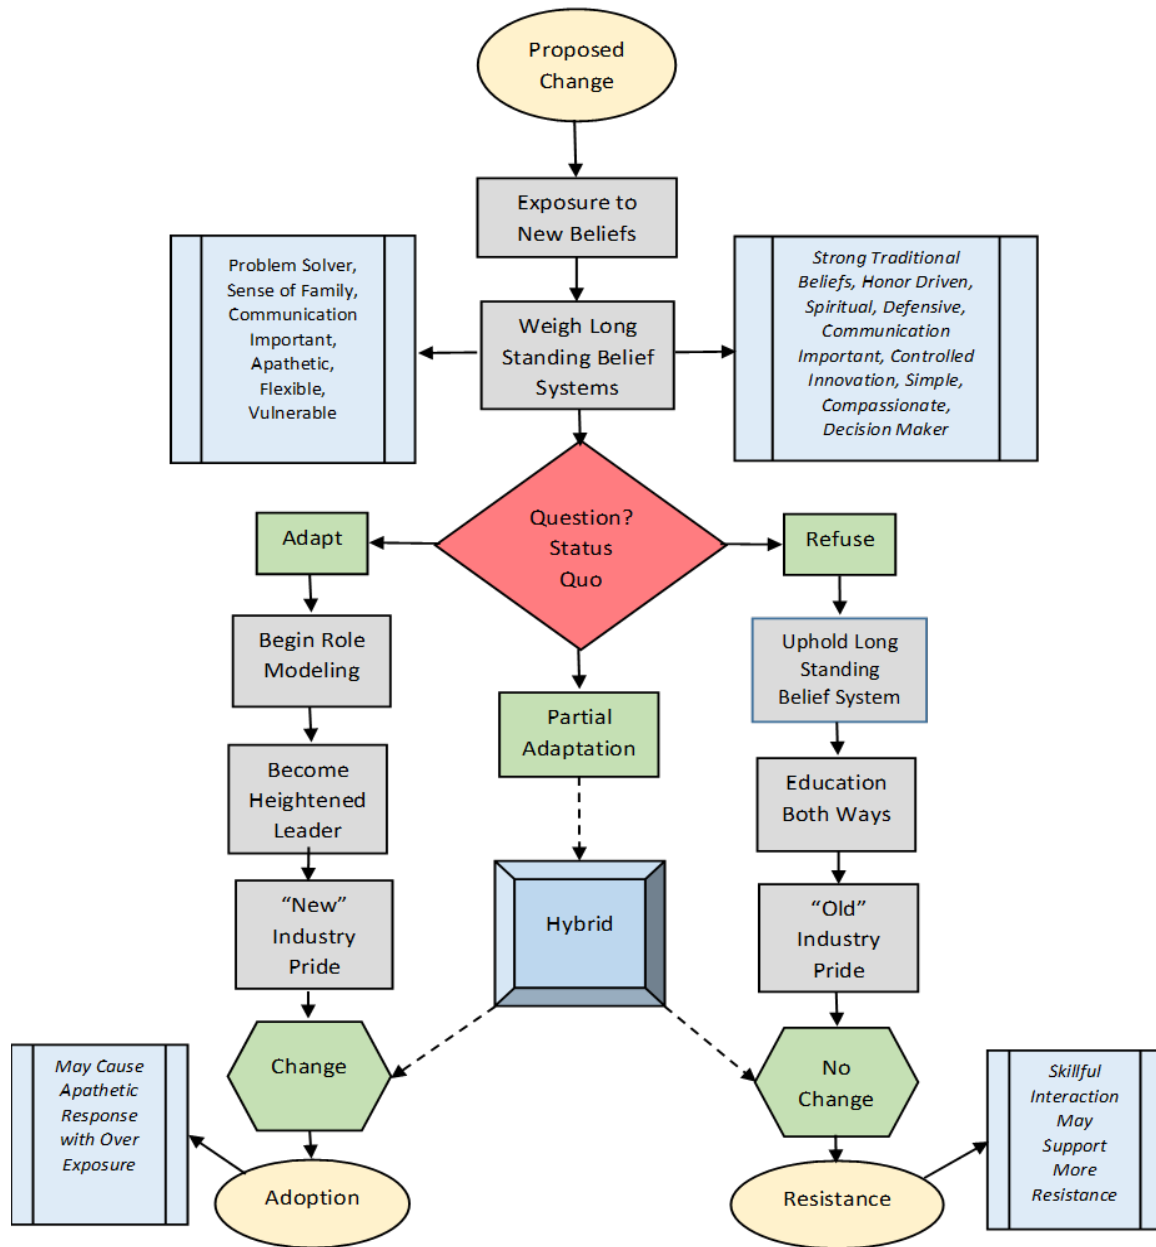 Proposed
Change
Exposure to
New Beliefs
Problem Solver,
Sense of Family,
Communication
Important,
Apathetic,
Flexible,
Vulnerable
Weigh Long
Standing Belief
Systems
Strong Traditional
Beliefs, Honor Driven,
Spiritual, Defensive,
Communication
Important, Controlled
Innovation, Simple,
Compassionate,
Decision Maker
Question?
Status
Quo
Adapt
Refuse
Begin Role
Modeling
Uphold Long
Standing
Belief System
Partial
Adaptation
Become
Heightened
Leader
Education
Both Ways
"New"
Industry
Pride
Hybrid
"Old"
Industry
Pride
Change
No
Change
May Cause
Apathetic
Response
with Over
Exposure
Skillful
Interaction
May
Support
More
Resistance
Adoption
Resistance